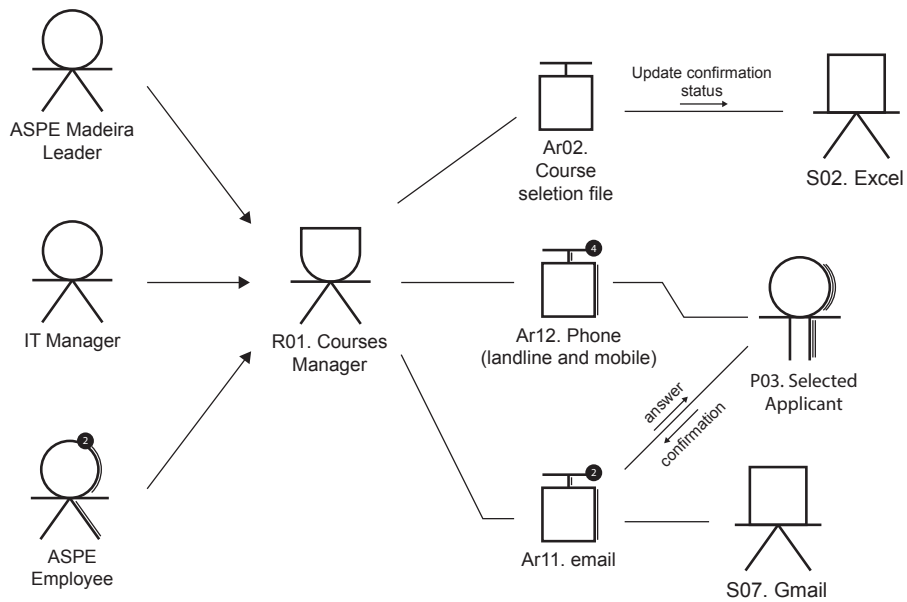 ASPE Madeira
Leader
Update confirmation
status
Ar02.
Course
seletion file
S02. Excel
4
IT Manager
R01. Courses
Manager
Ar12. Phone
(landline and mobile)
P03. Selected
Applicant
answer
confirmation
2
ASPE
Employee
2
Ar11. email
S07. Gmail